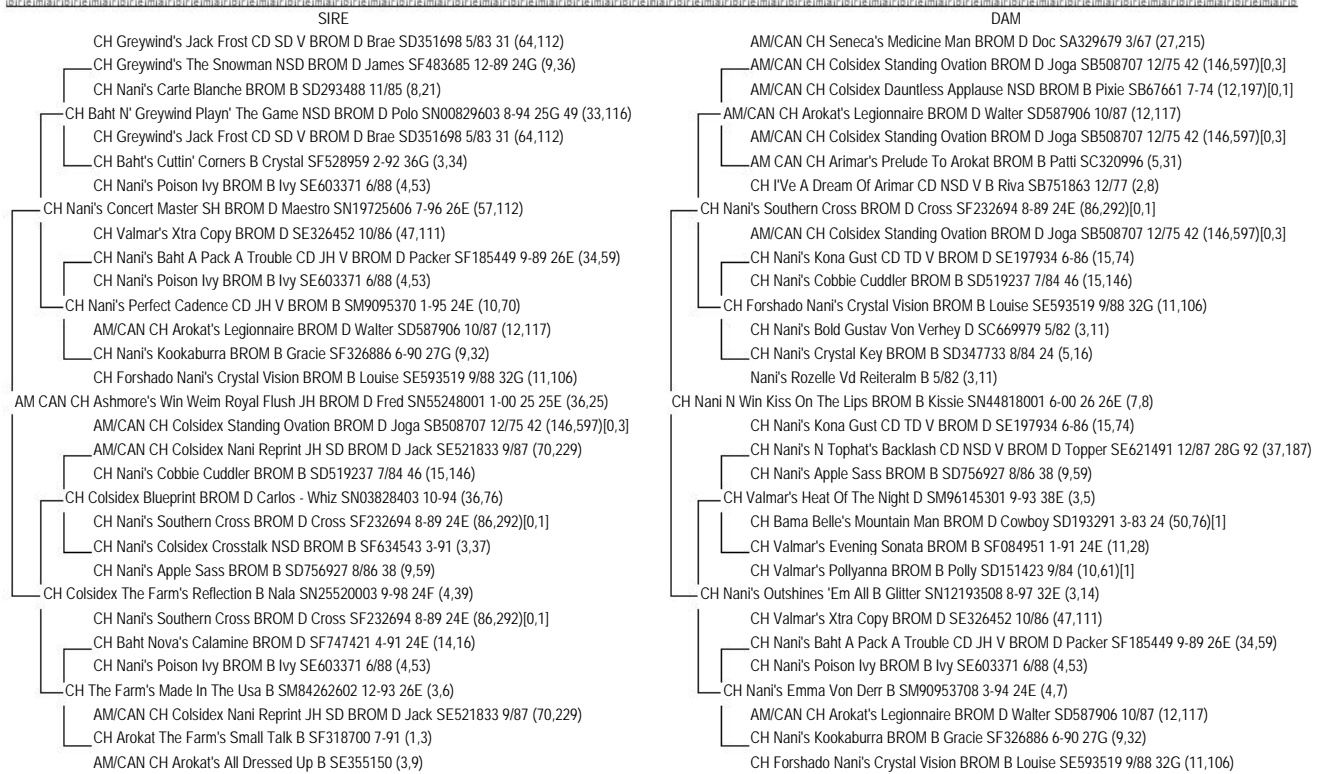 SIRE
CH Greywind's Jack Frost CD SD V BROM D Brae SD351698 5/83 31 (64,112)
CH Greywind's The Snowman NSD BROM D James SF483685 12-89 24G (9,36)
CH Nani's Carte Blanche BROM B SD293488 11/85 (8,21)
CH Baht N' Greywind Playn' The Game NSD BROM D Polo SN00829603 8-94 25G 49 (33,116)
CH Greywind's Jack Frost CD SD V BROM D Brae SD351698 5/83 31 (64,112)
CH Baht's Cuttin' Corners B Crystal SF528959 2-92 36G (3,34)
CH Nani's Poison Ivy BROM B Ivy SE603371 6/88 (4,53)
CH Nani's Concert Master SH BROM D Maestro SN19725606 7-96 26E (57,112)
CH Valmar's Xtra Copy BROM D SE326452 10/86 (47,111)
CH Nani's Baht A Pack A Trouble CD JH V BROM D Packer SF185449 9-89 26E (34,59)
CH Nani's Poison Ivy BROM B Ivy SE603371 6/88 (4,53)
CH Nani's Perfect Cadence CD JH V BROM B SM9095370 1-95 24E (10,70)
AM/CAN CH Arokat's Legionnaire BROM D Walter SD587906 10/87 (12,117)
CH Nani's Kookaburra BROM B Gracie SF326886 6-90 27G (9,32)
CH Forshado Nani's Crystal Vision BROM B Louise SE593519 9/88 32G (11,106)
AM CAN CH Ashmore's Win Weim Royal Flush JH BROM D Fred SN55248001 1-00 25 25E (36,25)
AM/CAN CH Colsidex Standing Ovation BROM D Joga SB508707 12/75 42 (146,597)[0,3]
AM/CAN CH Colsidex Nani Reprint JH SD BROM D Jack SE521833 9/87 (70,229)
CH Nani's Cobbie Cuddler BROM B SD519237 7/84 46 (15,146)
CH Colsidex Blueprint BROM D Carlos - Whiz SN03828403 10-94 (36,76)
CH Nani's Southern Cross BROM D Cross SF232694 8-89 24E (86,292)[0,1]
CH Nani's Colsidex Crosstalk NSD BROM B SF634543 3-91 (3,37)
CH Nani's Apple Sass BROM B SD756927 8/86 38 (9,59)
CH Colsidex The Farm's Reflection B Nala SN25520003 9-98 24F (4,39)
CH Nani's Southern Cross BROM D Cross SF232694 8-89 24E (86,292)[0,1]
CH Baht Nova's Calamine BROM D SF747421 4-91 24E (14,16)
CH Nani's Poison Ivy BROM B Ivy SE603371 6/88 (4,53)
CH The Farm's Made In The Usa B SM84262602 12-93 26E (3,6)
AM/CAN CH Colsidex Nani Reprint JH SD BROM D Jack SE521833 9/87 (70,229)
CH Arokat The Farm's Small Talk B SF318700 7-91 (1,3)
AM/CAN CH Arokat's All Dressed Up B SE355150 (3,9)
DAM
AM/CAN CH Seneca's Medicine Man BROM D Doc SA329679 3/67 (27,215)
AM/CAN CH Colsidex Standing Ovation BROM D Joga SB508707 12/75 42 (146,597)[0,3]
AM/CAN CH Colsidex Dauntless Applause NSD BROM B Pixie SB67661 7-74 (12,197)[0,1]
AM/CAN CH Arokat's Legionnaire BROM D Walter SD587906 10/87 (12,117)
AM/CAN CH Colsidex Standing Ovation BROM D Joga SB508707 12/75 42 (146,597)[0,3]
AM CAN CH Arimar's Prelude To Arokat BROM B Patti SC320996 (5,31)
CH I'Ve A Dream Of Arimar CD NSD V B Riva SB751863 12/77 (2,8)
CH Nani's Southern Cross BROM D Cross SF232694 8-89 24E (86,292)[0,1]
AM/CAN CH Colsidex Standing Ovation BROM D Joga SB508707 12/75 42 (146,597)[0,3]
CH Nani's Kona Gust CD TD V BROM D SE197934 6-86 (15,74)
CH Nani's Cobbie Cuddler BROM B SD519237 7/84 46 (15,146)
CH Forshado Nani's Crystal Vision BROM B Louise SE593519 9/88 32G (11,106)
CH Nani's Bold Gustav Von Verhey D SC669979 5/82 (3,11)
CH Nani's Crystal Key BROM B SD347733 8/84 24 (5,16)
Nani's Rozelle Vd Reiteralm B 5/82 (3,11)
CH Nani N Win Kiss On The Lips BROM B Kissie SN44818001 6-00 26 26E (7,8)
CH Nani's Kona Gust CD TD V BROM D SE197934 6-86 (15,74)
CH Nani's N Tophat's Backlash CD NSD V BROM D Topper SE621491 12/87 28G 92 (37,187)
CH Nani's Apple Sass BROM B SD756927 8/86 38 (9,59)
CH Valmar's Heat Of The Night D SM96145301 9-93 38E (3,5)
CH Bama Belle's Mountain Man BROM D Cowboy SD193291 3-83 24 (50,76)[1]
CH Valmar's Evening Sonata BROM B SF084951 1-91 24E (11,28)
CH Valmar's Pollyanna BROM B Polly SD151423 9/84 (10,61)[1]
CH Nani's Outshines 'Em All B Glitter SN12193508 8-97 32E (3,14)
CH Valmar's Xtra Copy BROM D SE326452 10/86 (47,111)
CH Nani's Baht A Pack A Trouble CD JH V BROM D Packer SF185449 9-89 26E (34,59)
CH Nani's Poison Ivy BROM B Ivy SE603371 6/88 (4,53)
CH Nani's Emma Von Derr B SM90953708 3-94 24E (4,7)
AM/CAN CH Arokat's Legionnaire BROM D Walter SD587906 10/87 (12,117)
CH Nani's Kookaburra BROM B Gracie SF326886 6-90 27G (9,32)
CH Forshado Nani's Crystal Vision BROM B Louise SE593519 9/88 32G (11,106)